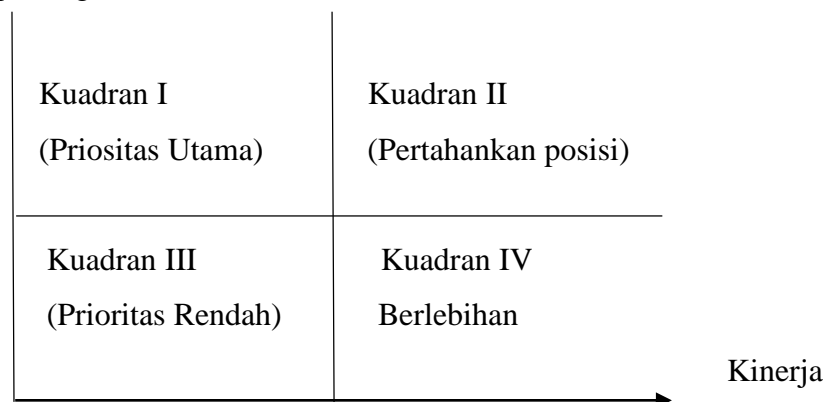 Kuadran I
(Priositas Utama)
Kuadran II
(Pertahankan posisi)
Kuadran III
(Prioritas Rendah)
Kuadran IV
Berlebihan
Kinerja